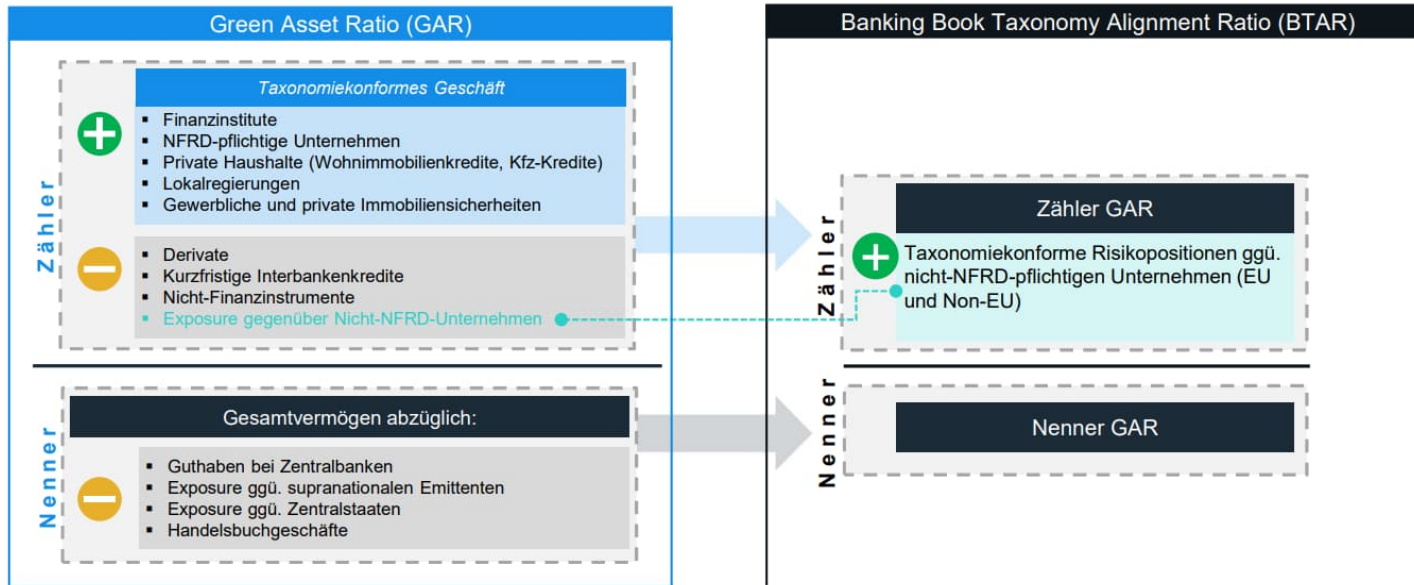 Green Asset Ratio (GAR)
Zähler
Taxonomiekonformes Geschäft
▪ Finanzinstitute
▪ NFRD-pflichtige Unternehmen
▪ Private Haushalte (Wohnimmobilienkredite, Kfz-Kredite)
▪ Lokalregierungen
▪ Gewerbliche und private Immobiliensicherheiten
▪ Derivate
▪ Kurzfristige Interbankenkredite
▪ Nicht-Finanzinstrumente
▪ Exposure gegenüber Nicht-NFRD-Unternehmen
Nenner
Gesamtvermögen abzüglich:
▪ Guthaben bei Zentralbanken
▪ Exposure ggü. supranationalen Emittenten
▪ Exposure ggü. Zentralstaaten
▪ Handelsbuchgeschäfte
Banking Book Taxonomy Alignment Ratio (BTAR)
Zähler
Zähler GAR
Taxonomiekonforme Risikopositionen ggü.
nicht-NFRD-pflichtigen Unternehmen (EU
und Non-EU)
Nenner
Nenner GAR